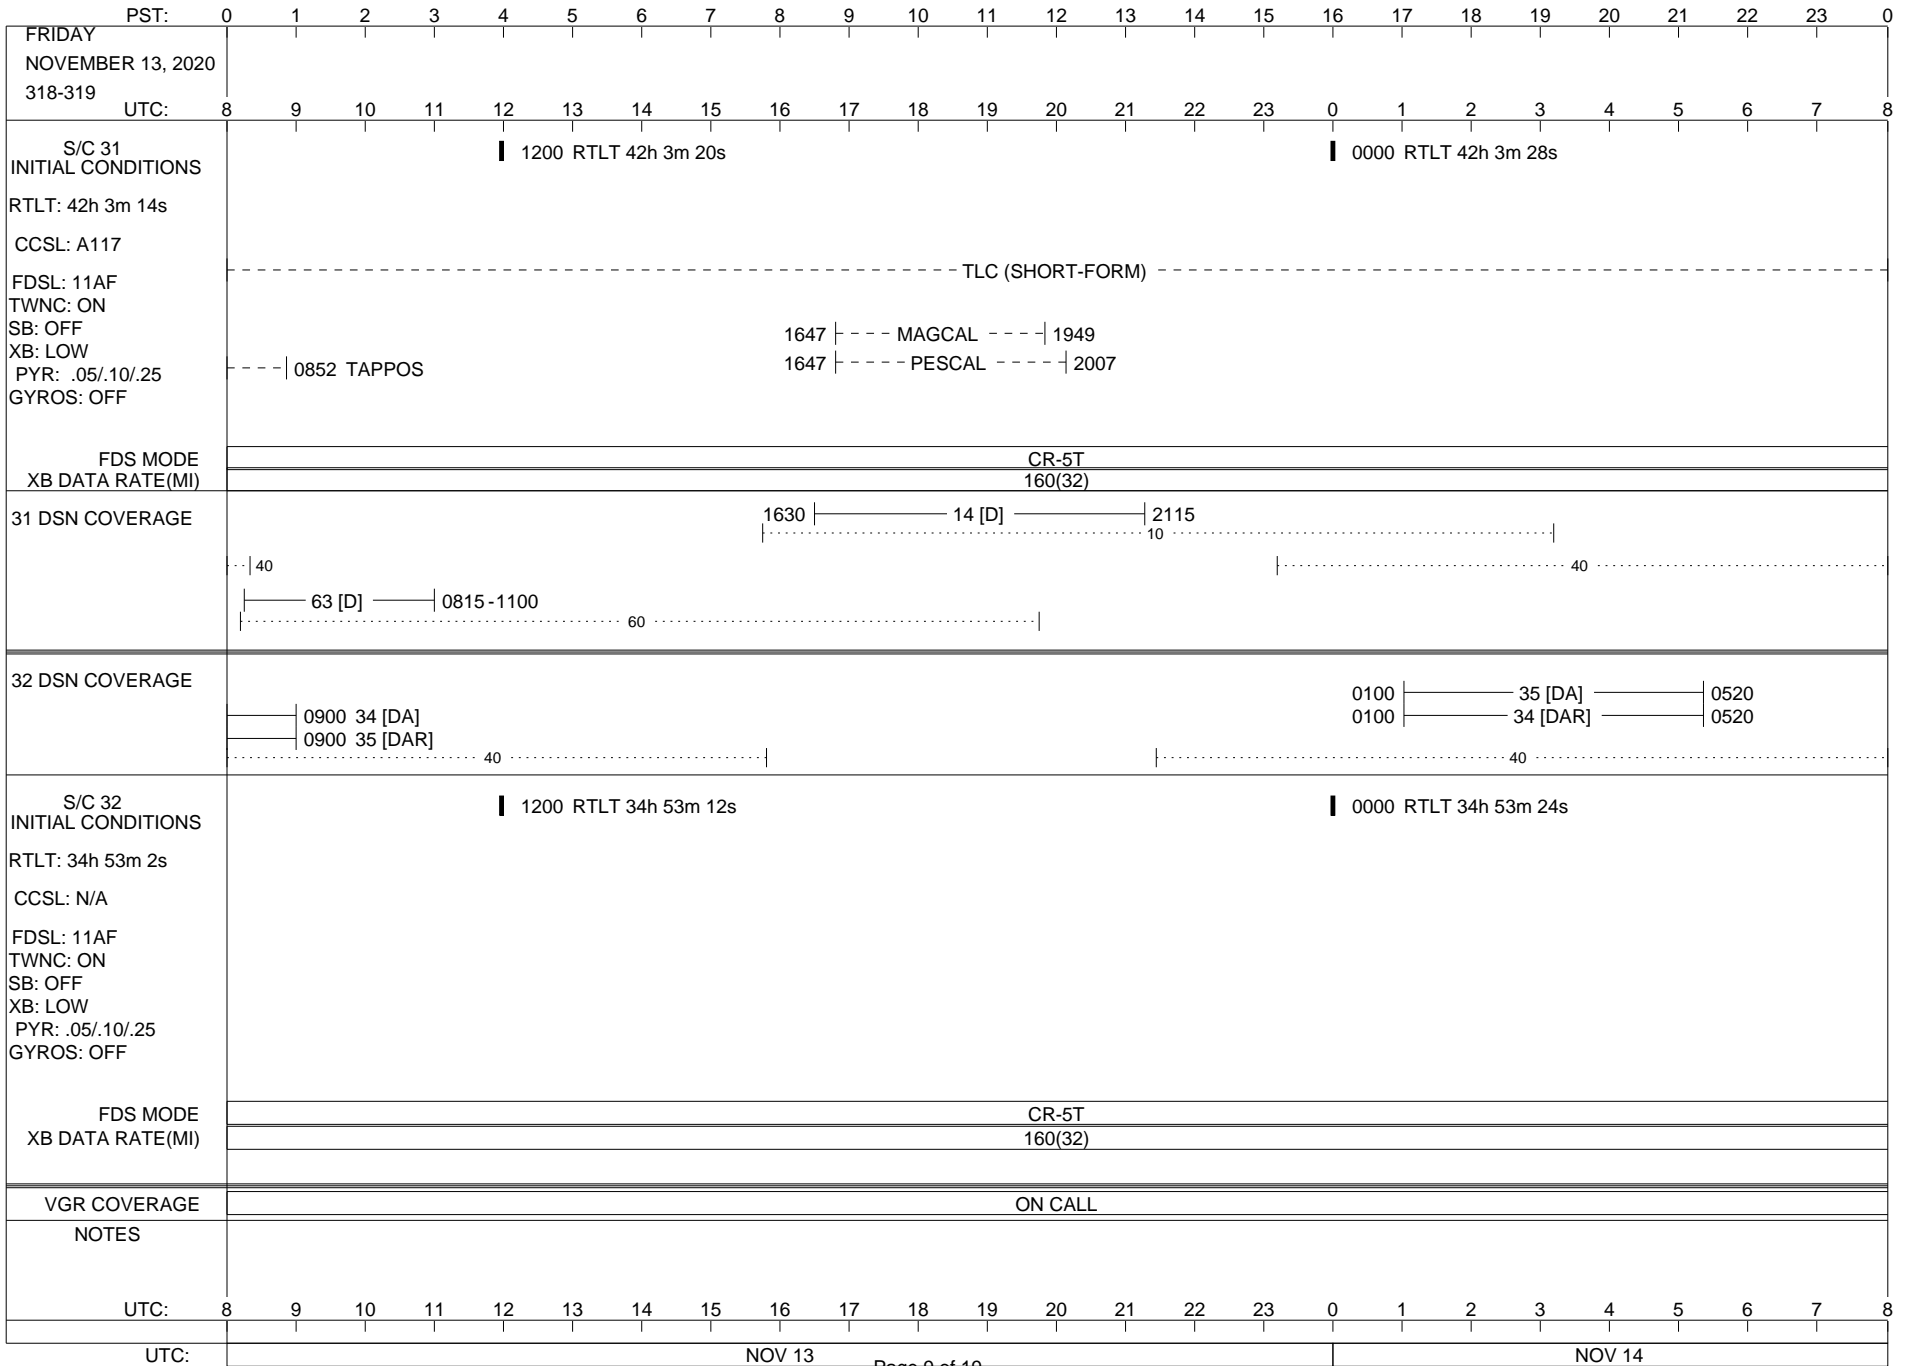 PST: 0 1 2 3 4 5 6 7 8 9 10 11 12 13 14 15 16 17 18 19 20 21 22 23 0
FRIDAY
NOVEMBER 13, 2020
318-319
UTC: 8 9 10 11 12 13 14 15 16 17 18 19 20 21 22 23 0 1 2 3 4 5 6 7 8
S/C 31
INITIAL CONDITIONS
1200 RTLT 42h 3m 20s
0000 RTLT 42h 3m 28s
RTLT: 42h 3m 14s
CCSL: A117
TLC (SHORT-FORM)
FDSL: 11AF
TWNC: ON
SB: OFF
XB: LOW
PYR: .05/.10/.25
GYROS: OFF
1647 MAGCAL 1949
1647 PESCAL 2007
0852 TAPPOS
FDS MODE CR-5T
XB DATA RATE(MI) 160(32)
31 DSN COVERAGE
1630 14 [D] 2115
10
40 40
63 [D] 0815-1100
60
32 DSN COVERAGE
0100 35 [DA] 0520
0900 34 [DA] 0100 34 [DAR] 0520
0900 35 [DAR]
40 40
S/C 32
INITIAL CONDITIONS
1200 RTLT 34h 53m 12s
0000 RTLT 34h 53m 24s
RTLT: 34h 53m 2s
CCSL: N/A
FDSL: 11AF
TWNC: ON
SB: OFF
XB: LOW
PYR: .05/.10/.25
GYROS: OFF
FDS MODE CR-5T
XB DATA RATE(MI) 160(32)
VGR COVERAGE ON CALL
NOTES
UTC: 8 9 10 11 12 13 14 15 16 17 18 19 20 21 22 23 0 1 2 3 4 5 6 7 8
UTC: NOV 13 NOV 14